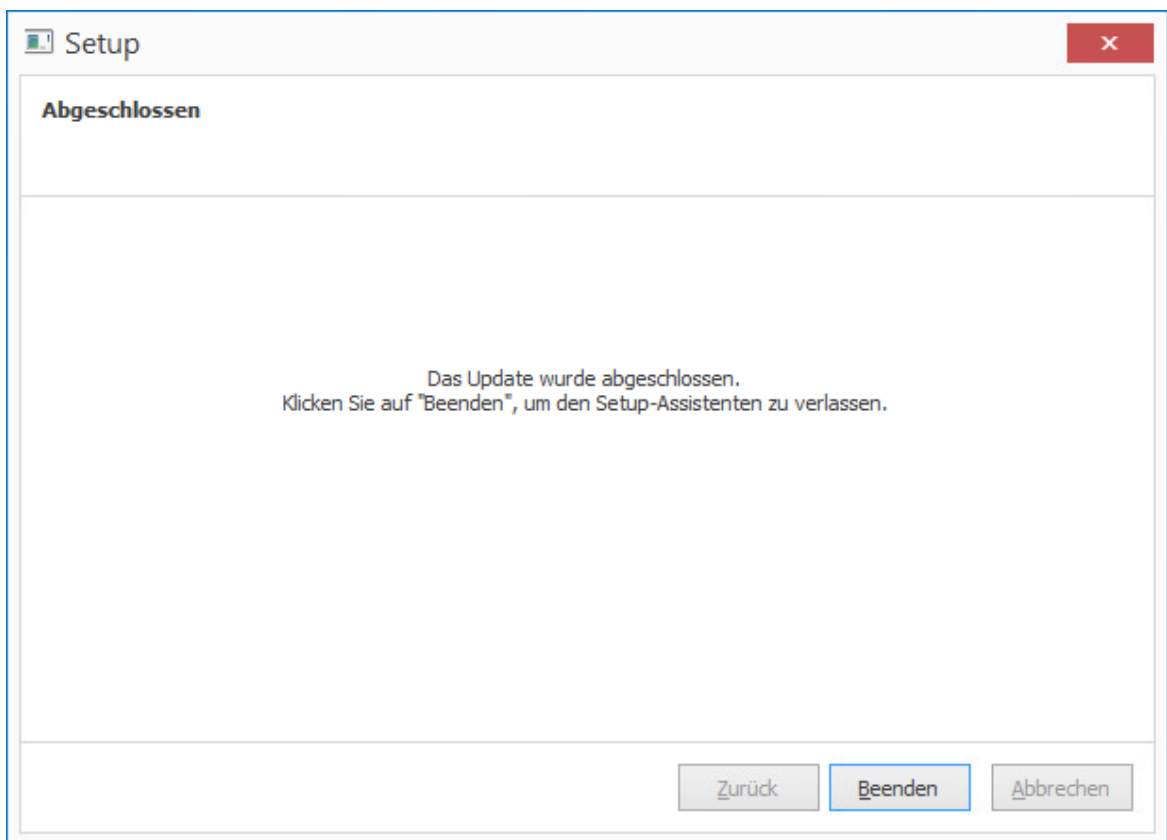 Setup
Abgeschlossen
Das Update wurde abgeschlossen.
Klicken Sie auf "Beenden", um den Setup-Assistenten zu verlassen.
Zurück
Beenden
Abbrechen